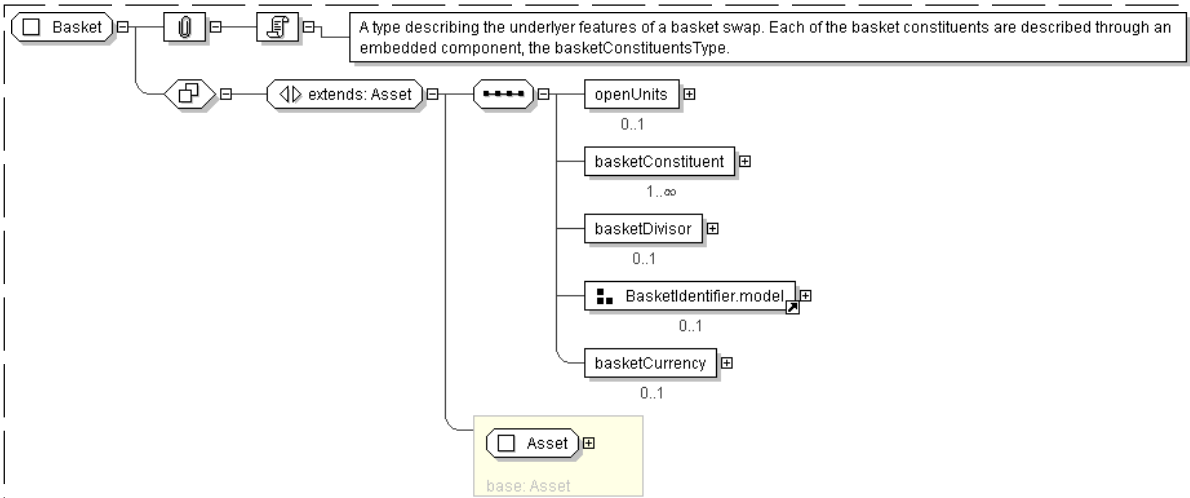 Basket
A type describing the underlyer features of a basket swap. Each of the basket constituents are described through an
embedded component, the basketConstituentsType.
extends: Asset
openUnits
0..1
basketConstituent
1..∞
basketDivisor
0..1
BasketIdentifier.model
0..1
basketCurrency
0..1
Asset
base: Asset